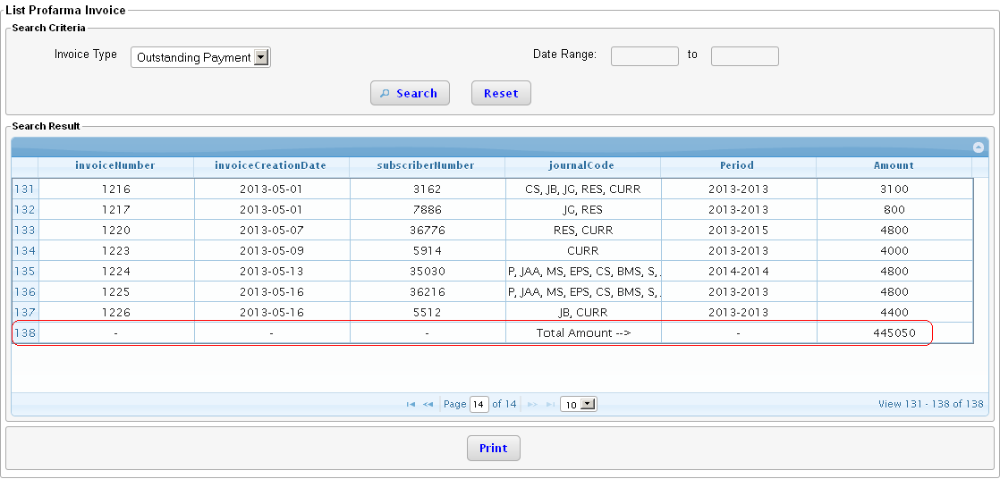 List Profarma Invoice
Search Criteria
Invoice Type Outstanding Payment Date Range: to
Search Reset
Search Result
invoiceNumber invoiceCreationDate subscriberNumber journalCode Period Amount
131 1216 2013-05-01 3162 CS, JB, JG, RES, CURR 2013-2013 3100
132 1217 2013-05-01 7886 JG, RES 2013-2013 800
133 1220 2013-05-07 36776 RES, CURR 2013-2015 4800
134 1223 2013-05-09 5914 CURR 2013-2013 4000
135 1224 2013-05-13 35030 P, JAA, MS, EPS, CS, BMS, S, 2014-2014 4800
136 1225 2013-05-16 36216 P, JAA, MS, EPS, CS, BMS, S, 2013-2013 4800
137 1226 2013-05-16 5512 JB, CURR 2013-2013 4400
138 - - - Total Amount --> - 445050
Page 14 of 14 10 View 131 - 138 of 138
Print